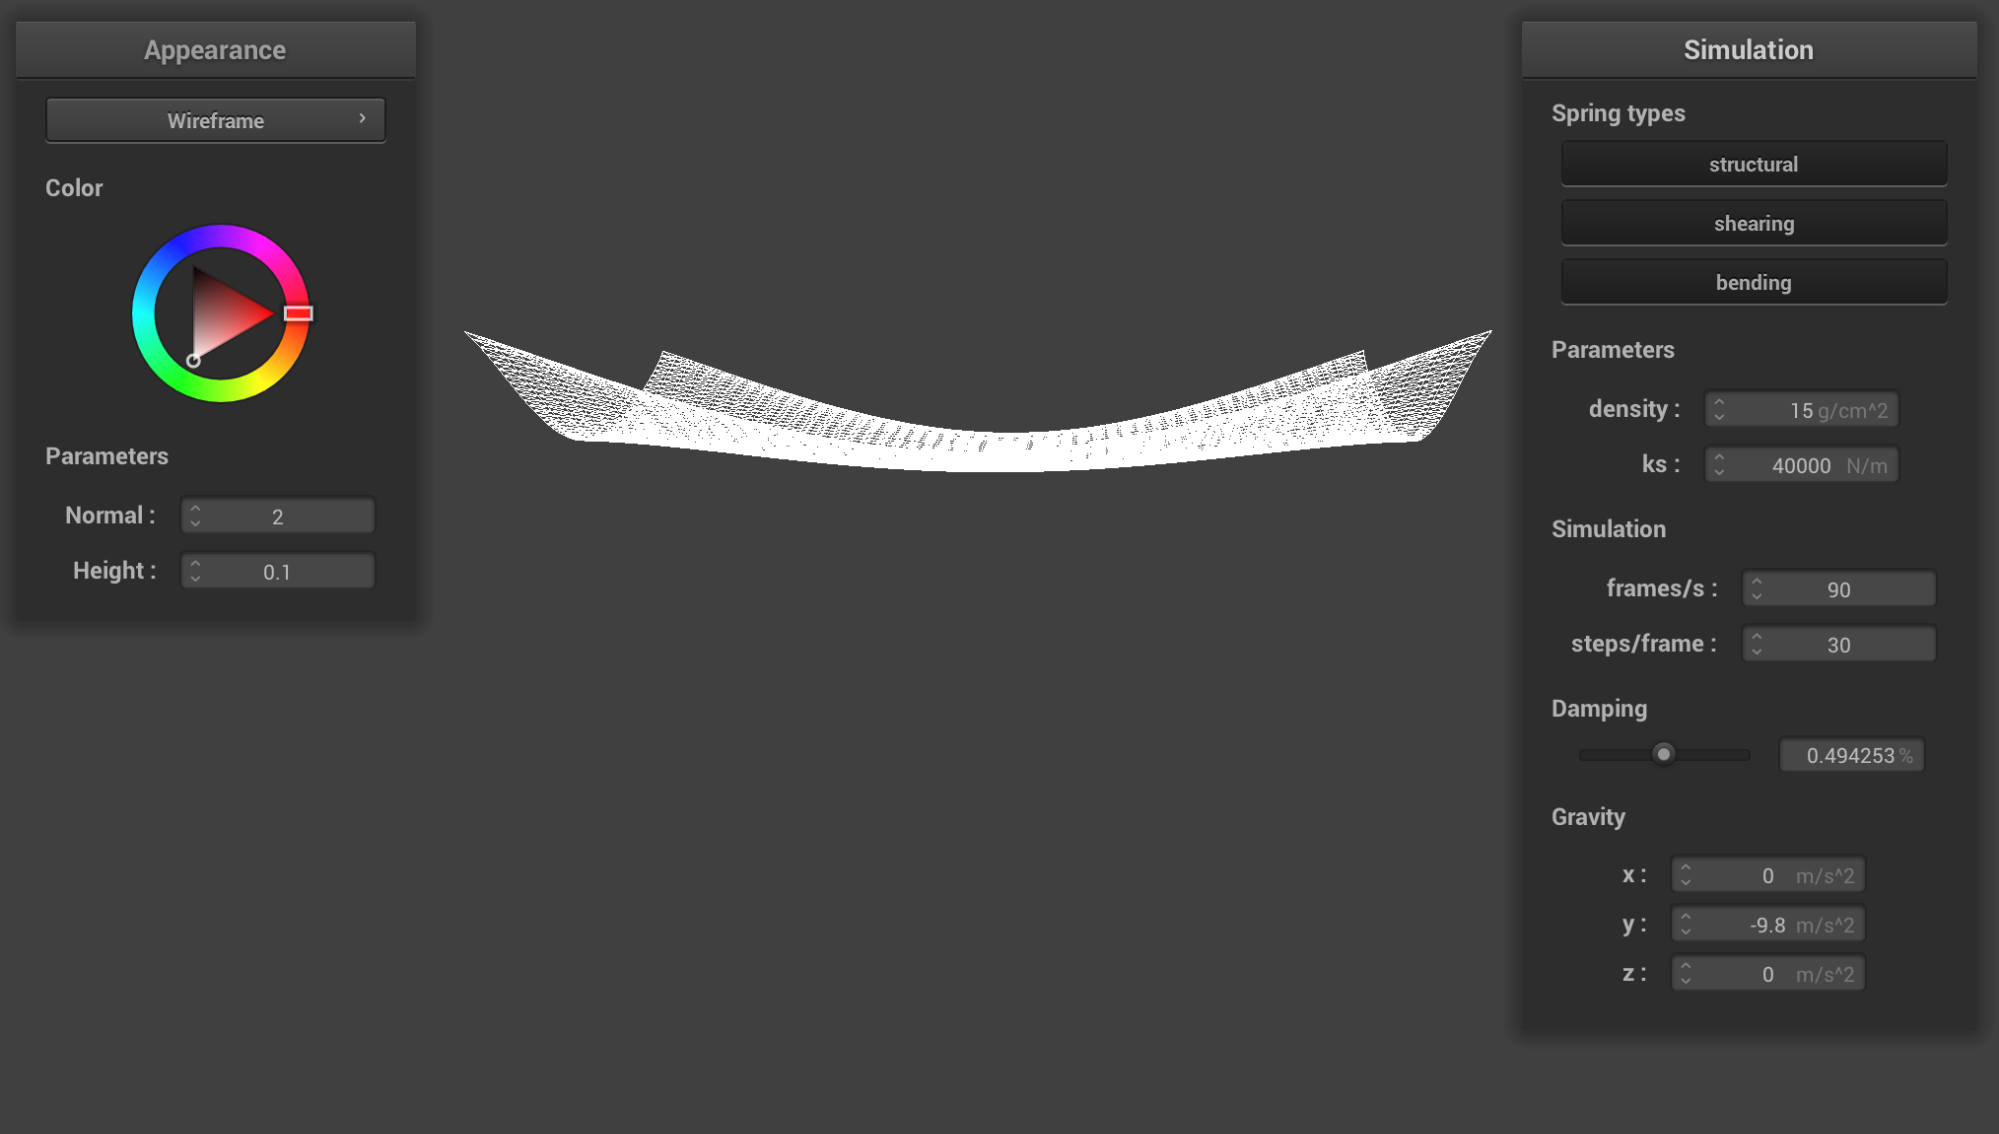 Appearance
Wireframe
Color
Parameters
Normal : 2
Height : 0.1
Simulation
Spring types
structural
shearing
bending
Parameters
density : 15 g/cm^2
ks : 40000 N/m
Simulation
frames/s : 90
steps/frame : 30
Damping
0.494253 %
Gravity
x : 0 m/s^2
y : -9.8 m/s^2
z : 0 m/s^2